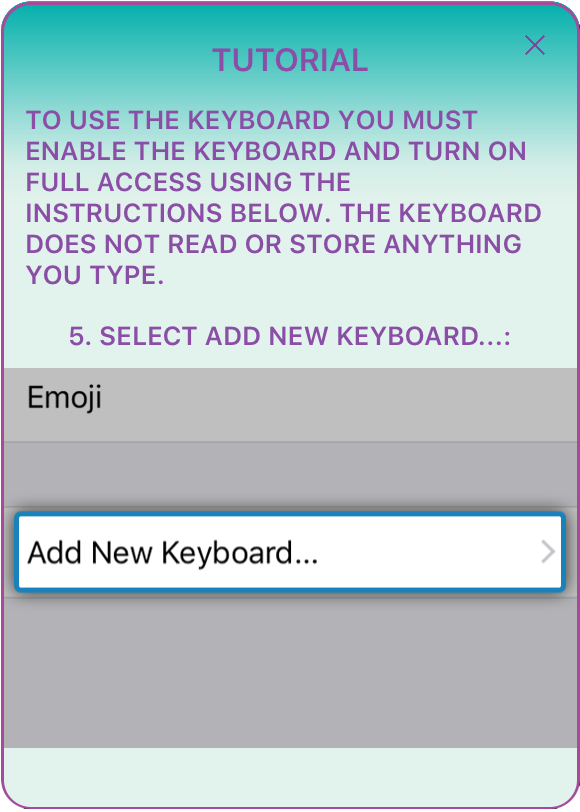 TUTORIAL
TO USE THE KEYBOARD YOU MUST
ENABLE THE KEYBOARD AND TURN ON
FULL ACCESS USING THE
INSTRUCTIONS BELOW. THE KEYBOARD
DOES NOT READ OR STORE ANYTHING
YOU TYPE.
5. SELECT ADD NEW KEYBOARD...:
Emoji
Add New Keyboard...